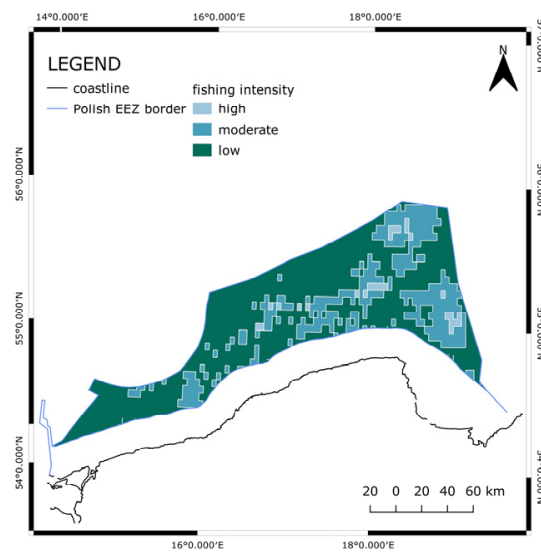 14°0.000'E 16°0.000'E 18°0.000'E
N
LEGEND
coastline
Polish EEZ border
fishing intensity
high
moderate
low
56°0.000'N
55°0.000'N
54°0.000'N
20 0 20 40 60 km
16°0.000'E 18°0.000'E